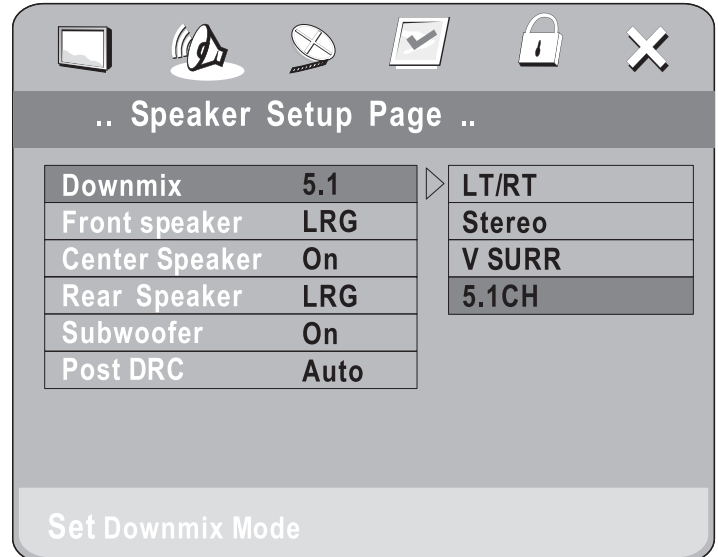 .. Speaker Setup Page ..
Downmix 5.1
Front speaker LRG
Center Speaker On
Rear Speaker LRG
Subwoofer On
Post DRC Auto
LT/RT
Stereo
V SURR
5.1CH
Set Downmix Mode